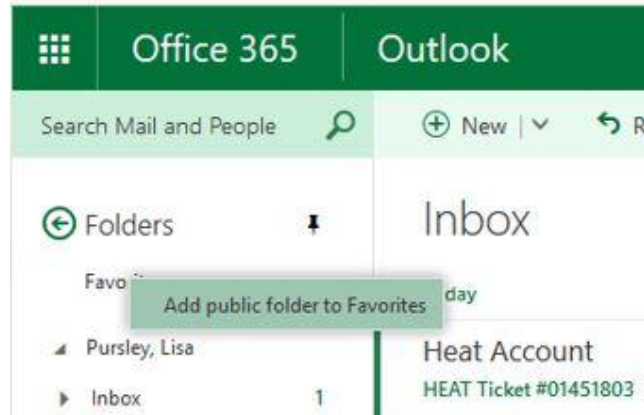 Office 365
Outlook
Search Mail and People
New
Folders
Inbox
Add public folder to Favorites
Pursley, Lisa
Heat Account
Inbox 1
HEAT Ticket #01451803